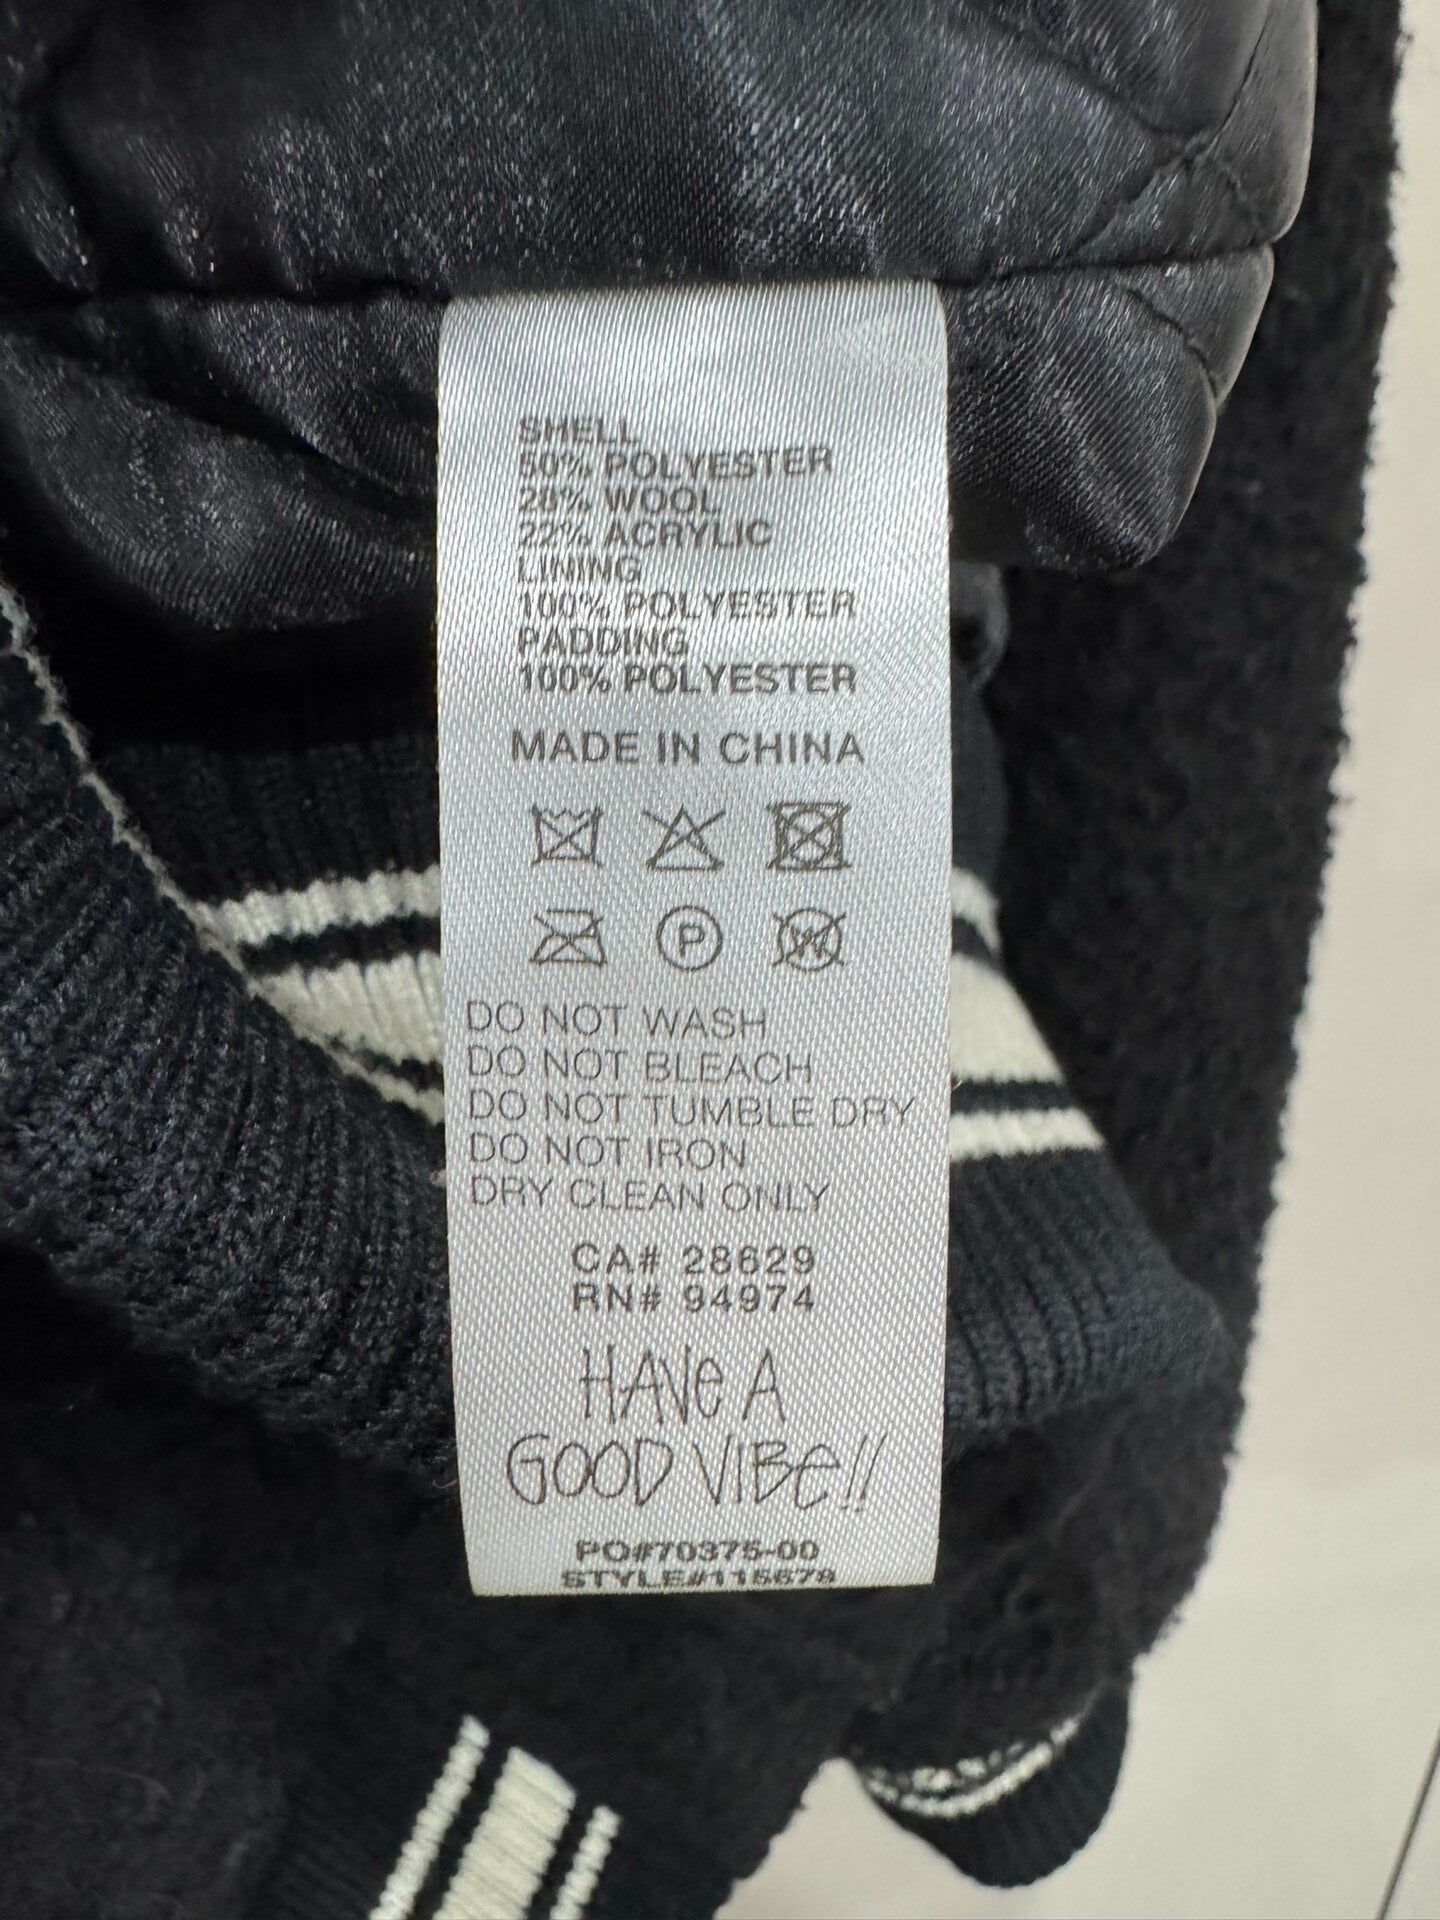 SHELL
50% POLYESTER
28% WOOL
22% ACRYLIC
LINING
100% POLYESTER
PADDING
100% POLYESTER
MADE IN CHINA
P W
DO NOT WASH
DO NOT BLEACH
DO NOT TUMBLE DRY
DO NOT IRON
DRY CLEAN ONLY
CA# 28629
RN# 94974
HAVE A
GOOD VIBE!!
PO#70375-00
STYLE#115678